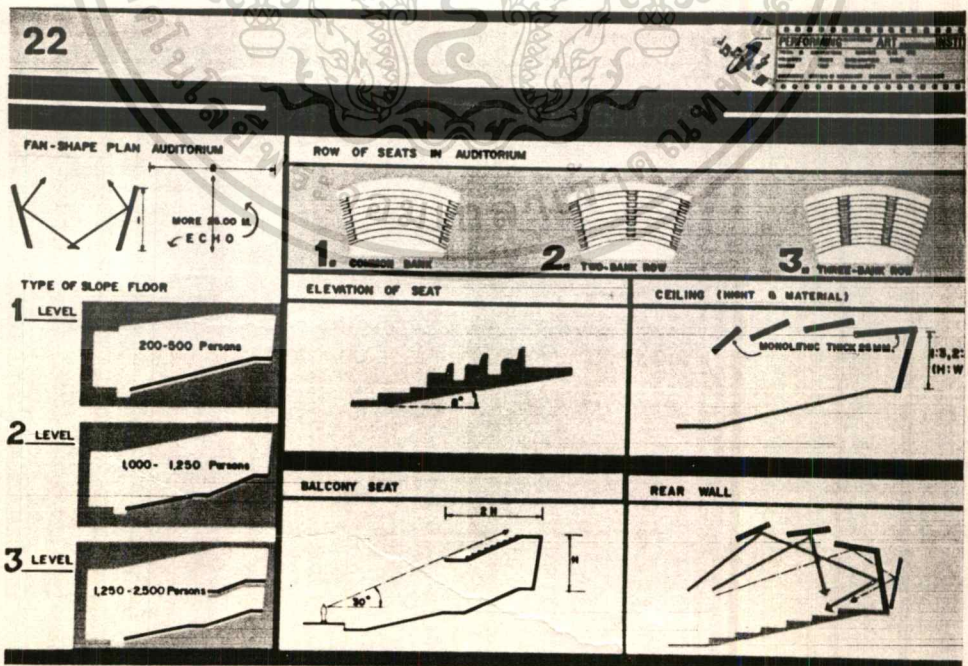 22
PERFORMING ART
FAN-SHAPE PLAN AUDITORIUM
MORE 25.00 M.
ECHO
ROW OF SEATS IN AUDITORIUM
1. COMMON BANK
2. TWO-BANK ROW
3. THREE-BANK ROW
TYPE OF SLOPE FLOOR
1 LEVEL
200-500 Persons
2 LEVEL
1,000- 1,250 Persons
3 LEVEL
1,250-2,500 Persons
ELEVATION OF SEAT
8°
CEILING (HIGHT & MATERIAL)
MONOLITHIC THICK 25 MM.
(H:W
BALCONY SEAT
2 H
H
30°
REAR WALL